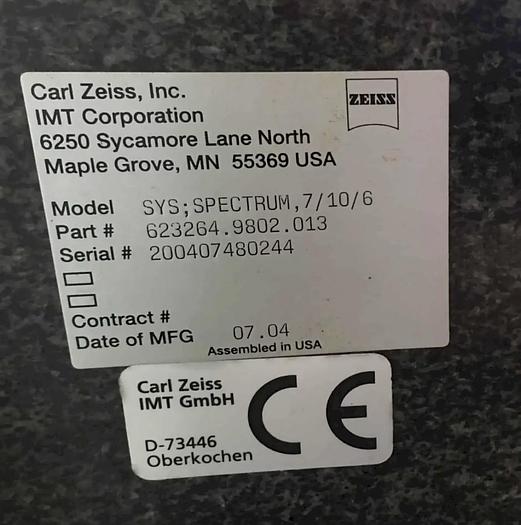 Carl Zeiss, Inc.
IMT Corporation
6250 Sycamore Lane North
Maple Grove, MN 55369 USA
ZEISS
Model SYS;SPECTRUM,7/10/6
Part # 623264.9802.013
Serial # 200407480244
Contract #
Date of MFG 07.04
Assembled in USA
Carl Zeiss
IMT GmbH
D-73446
Oberkochen
CE